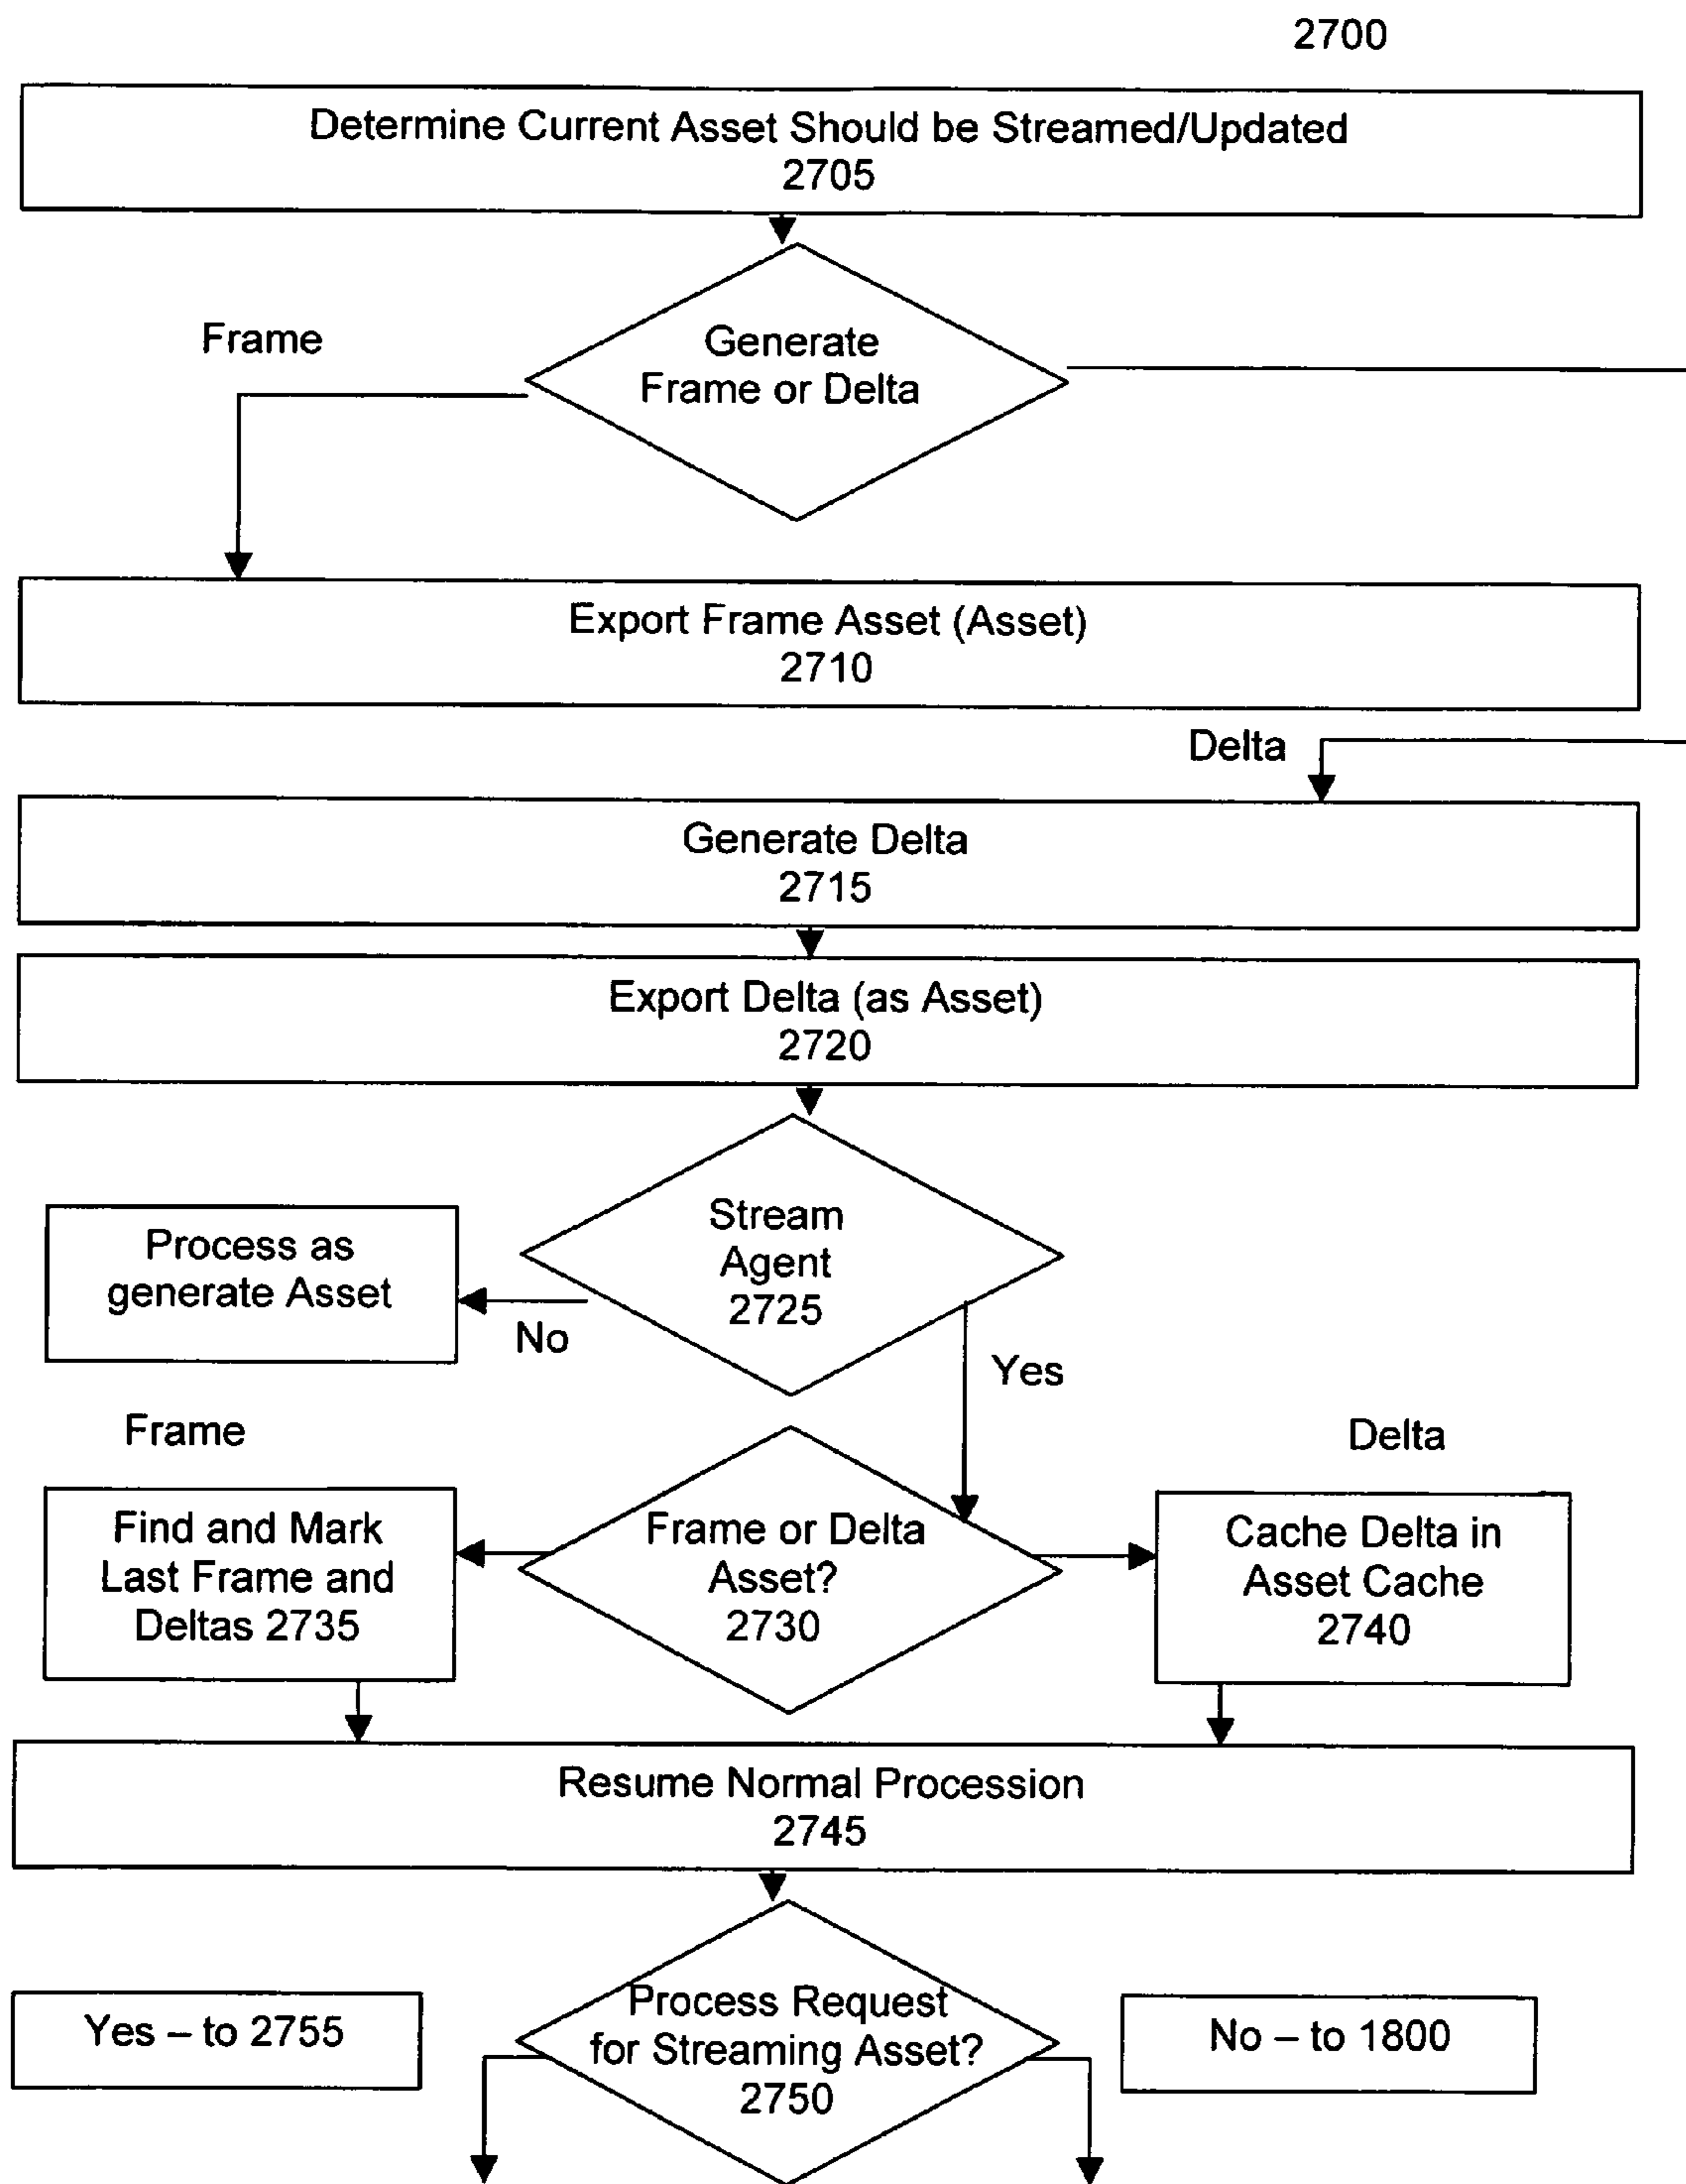 2700
Determine Current Asset Should be Streamed/Updated
2705
Frame
Generate
Frame or Delta
Export Frame Asset (Asset)
2710
Delta
Generate Delta
2715
Export Delta (as Asset)
2720
Stream
Agent
2725
Process as
generate Asset
No
Yes
Frame
Delta
Find and Mark
Last Frame and
Deltas 2735
Frame or Delta
Asset?
2730
Cache Delta in
Asset Cache
2740
Resume Normal Procession
2745
Yes – to 2755
Process Request
for Streaming Asset?
2750
No – to 1800